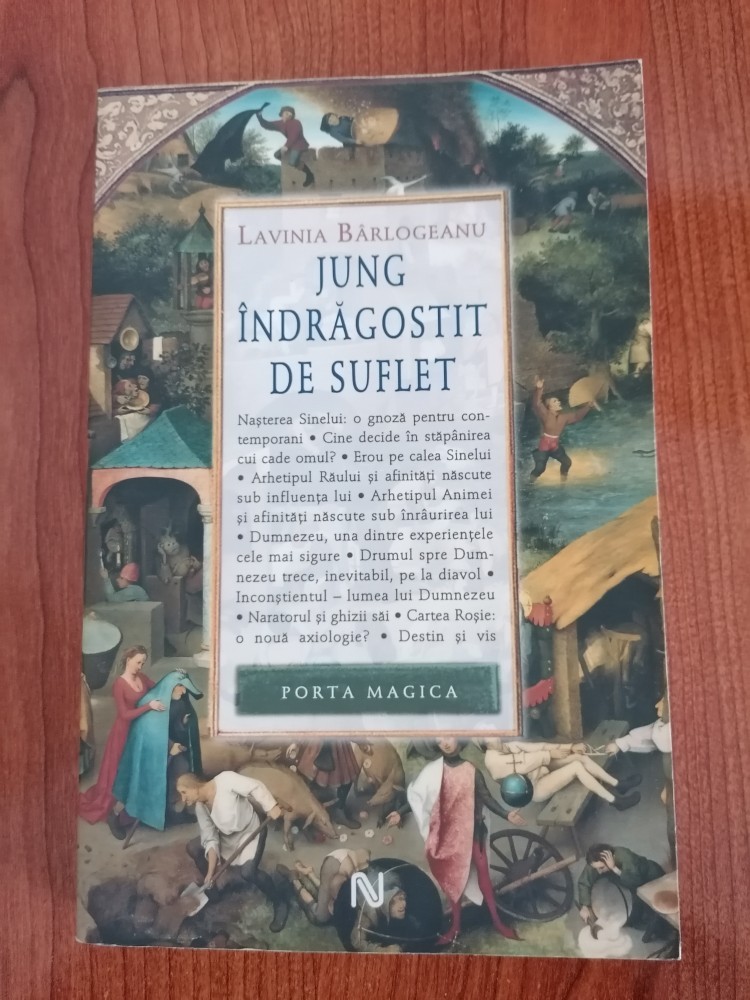 LAVINIA BÂRLOGEANU
JUNG
ÎNDRĂGOSTIT
DE SUFLET
Nașterea Sinelui: o gnoză pentru con-
temporani • Cine decide în stăpânirea
cui cade omul? • Erou pe calea Sinelui
• Arhetipul Răului și afinități născute
sub influența lui • Arhetipul Animei
și afinități născute sub înrâurirea lui
• Dumnezeu, una dintre experiențele
cele mai sigure • Drumul spre Dum-
nezeu trece, inevitabil, pe la diavol •
Inconștientul – lumea lui Dumnezeu
• Naratorul și ghizii săi • Cartea Roșie:
o nouă axiologie? • Destin și vis
PORTA MAGICA
N